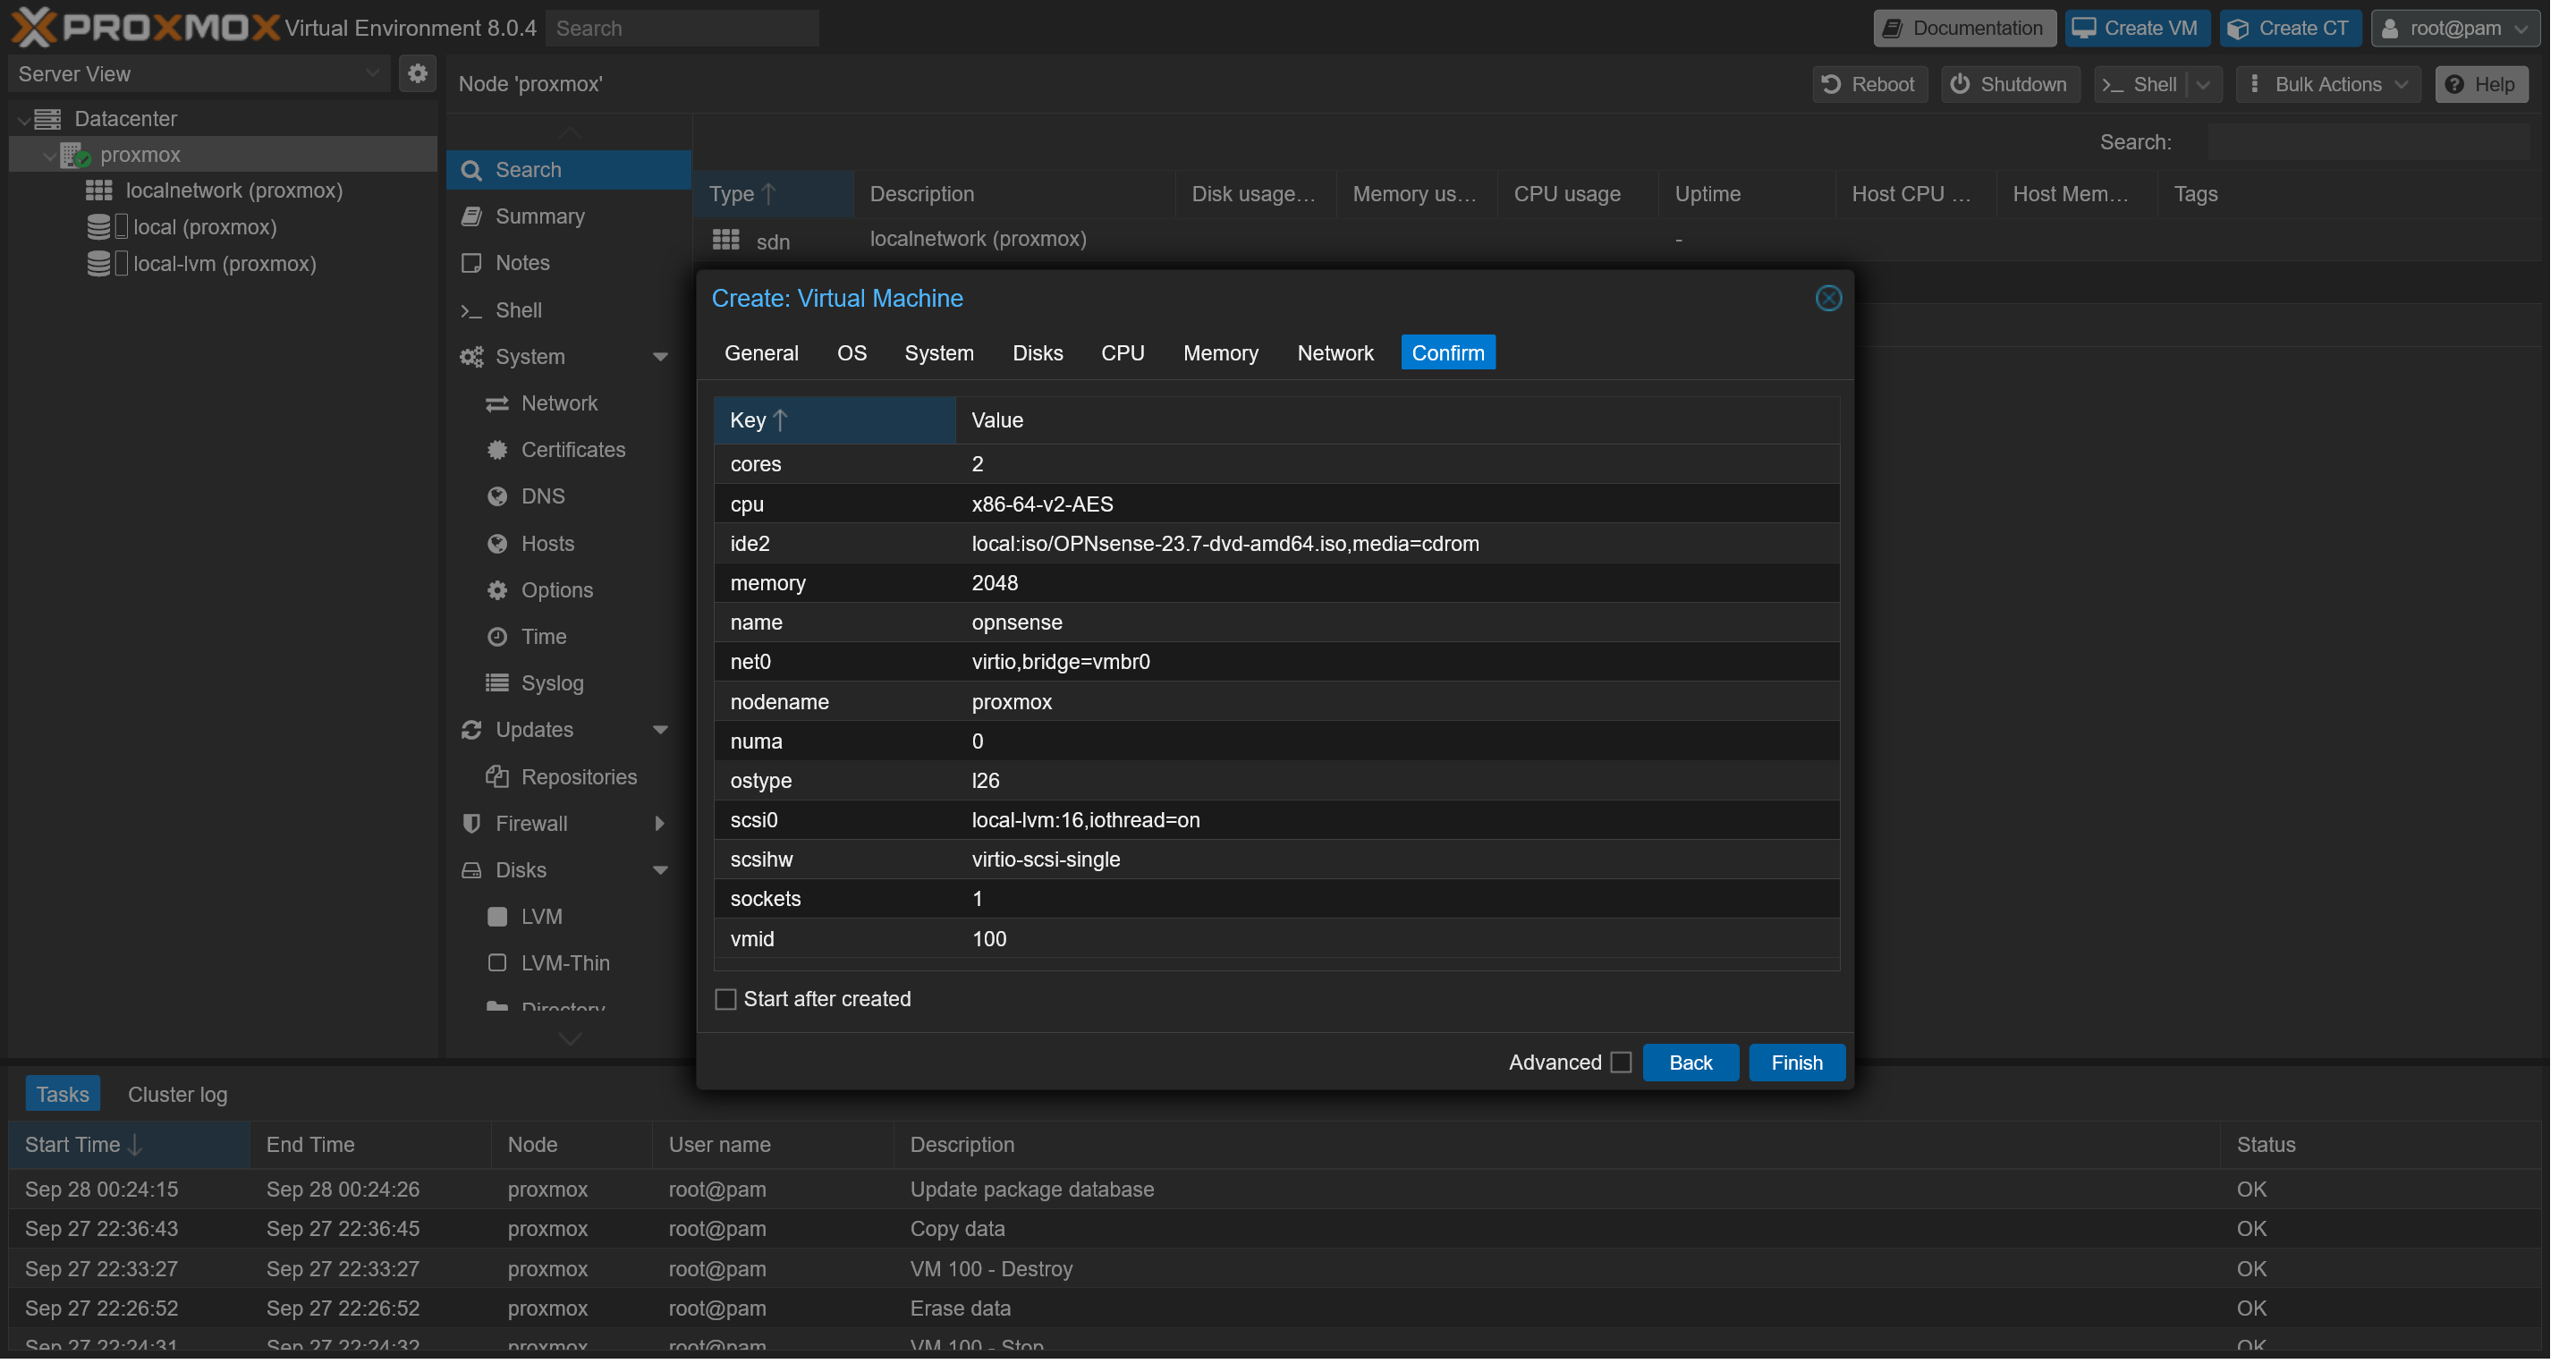 PROXMOX Virtual Environment 8.0.4 Search Documentation Create VM Create CT root@pam
Server View
Node 'proxmox' Reboot Shutdown Shell Bulk Actions Help
Datacenter
proxmox
localnetwork (proxmox)
local (proxmox)
local-lvm (proxmox)
Search
Summary
Notes
Shell
System
Network
Certificates
DNS
Hosts
Options
Time
Syslog
Updates
Repositories
Firewall
Disks
LVM
LVM-Thin
Directory
Search:
Type Description Disk usage... Memory us... CPU usage Uptime Host CPU ... Host Mem... Tags
sdn localnetwork (proxmox) -
Create: Virtual Machine
General OS System Disks CPU Memory Network Confirm
Key Value
cores 2
cpu x86-64-v2-AES
ide2 local:iso/OPNsense-23.7-dvd-amd64.iso,media=cdrom
memory 2048
name opnsense
net0 virtio,bridge=vmbr0
nodename proxmox
numa 0
ostype l26
scsi0 local-lvm:16,iothread=on
scsihw virtio-scsi-single
sockets 1
vmid 100
Start after created
Advanced Back Finish
Tasks Cluster log
Start Time End Time Node User name Description Status
Sep 28 00:24:15 Sep 28 00:24:26 proxmox root@pam Update package database OK
Sep 27 22:36:43 Sep 27 22:36:45 proxmox root@pam Copy data OK
Sep 27 22:33:27 Sep 27 22:33:27 proxmox root@pam VM 100 - Destroy OK
Sep 27 22:26:52 Sep 27 22:26:52 proxmox root@pam Erase data OK
Sep 27 22:24:31 Sep 27 22:24:32 proxmox root@pam VM 100 - Stop OK